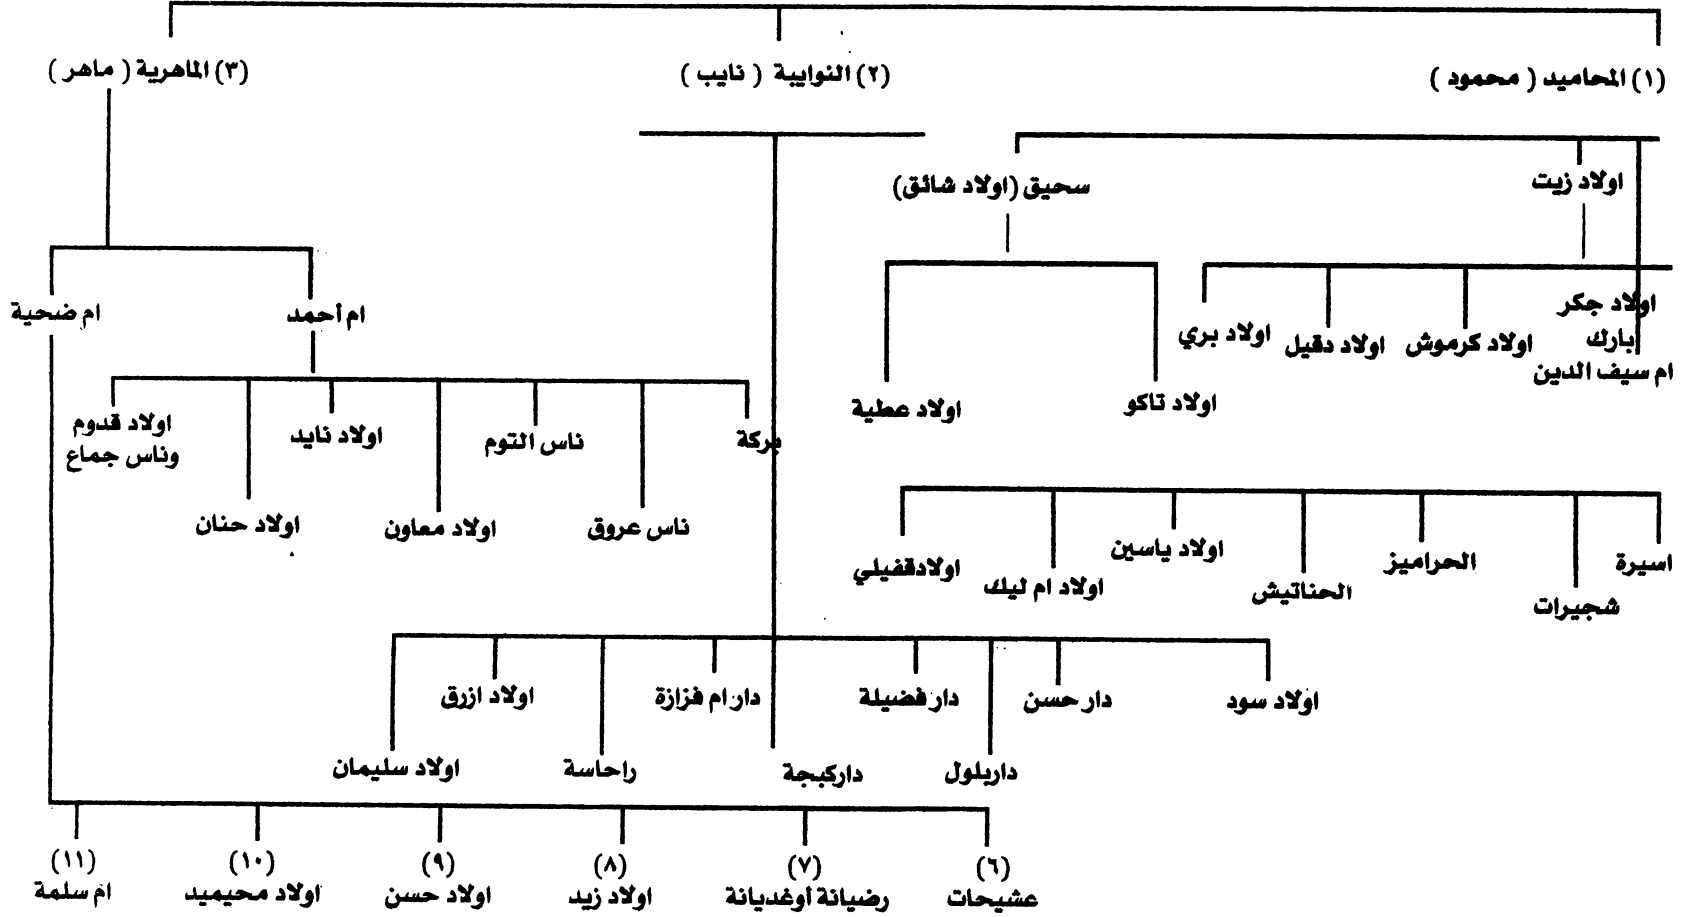 (١) المحاميد ( محمود )
(٢) النوايبة ( نايب )
(٣) الماهرية ( ماهر )
اولاد زيت
سحيق (اولاد شائق)
اولاد جكر
بارك
ام سيف الدين
اولاد كرموش
اولاد دقيل
اولاد بري
اولاد تاكو
اولاد عطية
ام أحمد
ام ضحية
بركة
ناس عروق
ناس التوم
اولاد معاون
اولاد نايد
اولاد حنان
اولاد قدوم
وناس جماع
اسيرة
شجيرات
الحراميز
الحناتيش
اولاد ياسين
اولاد ام ليك
اولادقفيلي
اولاد سود
دار حسن
داربلول
دار فضيلة
داركبجة
دار ام فزازة
راحاسة
اولاد ازرق
اولاد سليمان
(٦)
عشيحات
(٧)
رضيانة أوغديانة
(٨)
اولاد زيد
(٩)
اولاد حسن
(١٠)
اولاد محيميد
(١١)
ام سلمة